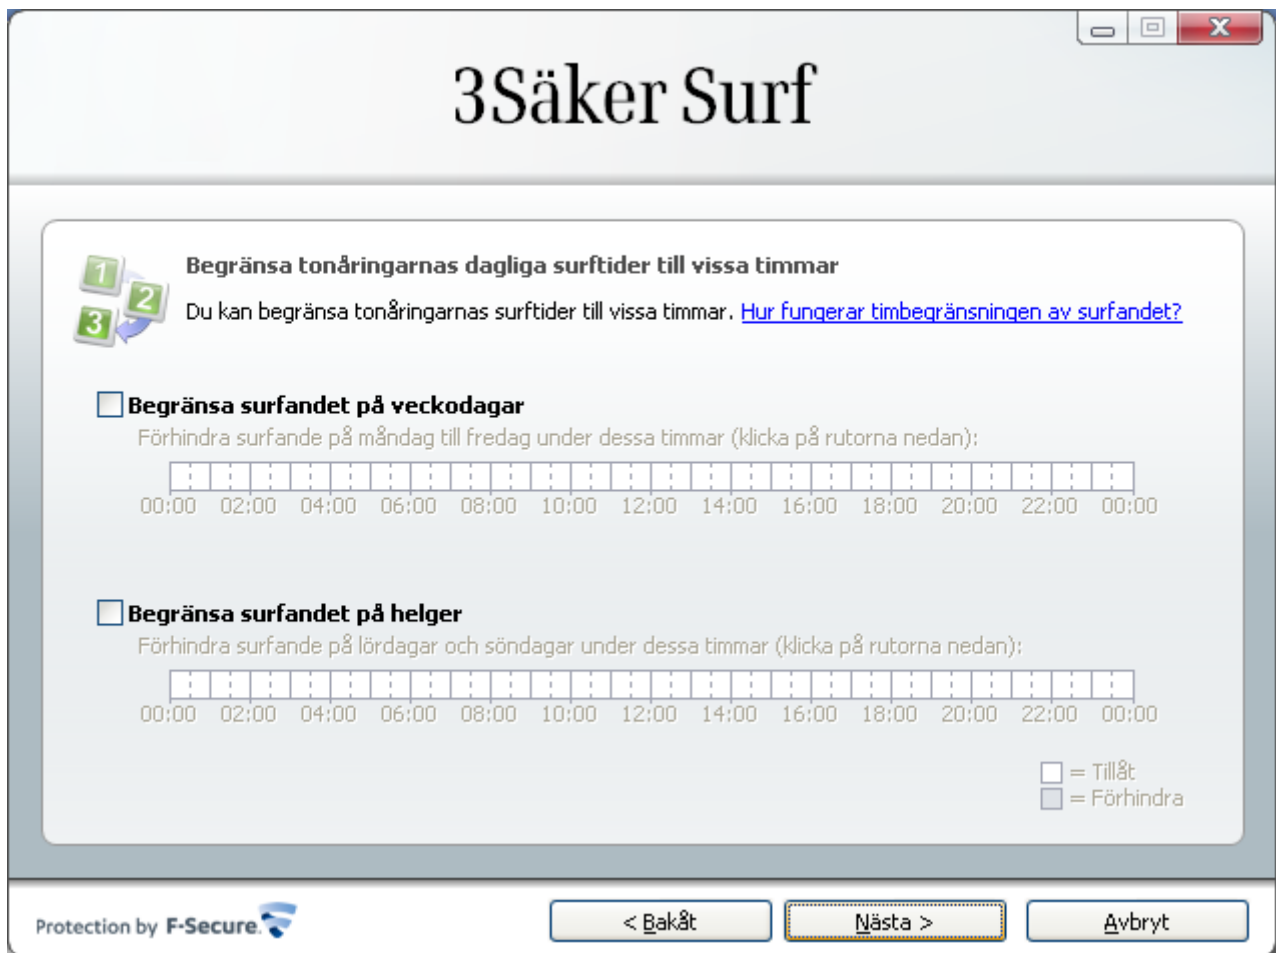 3Säker Surf
1
2
3
Begränsa tonåringarnas dagliga surftider till vissa timmar
Du kan begränsa tonåringarnas surftider till vissa timmar. Hur fungerar timbegränsningen av surfandet?
Begränsa surfandet på veckodagar
Förhindra surfande på måndag till fredag under dessa timmar (klicka på rutorna nedan):
00:00 02:00 04:00 06:00 08:00 10:00 12:00 14:00 16:00 18:00 20:00 22:00 00:00
Begränsa surfandet på helger
Förhindra surfande på lördagar och söndagar under dessa timmar (klicka på rutorna nedan):
00:00 02:00 04:00 06:00 08:00 10:00 12:00 14:00 16:00 18:00 20:00 22:00 00:00
= Tillåt
= Förhindra
Protection by F-Secure.
< Bakåt
Nästa >
Avbryt